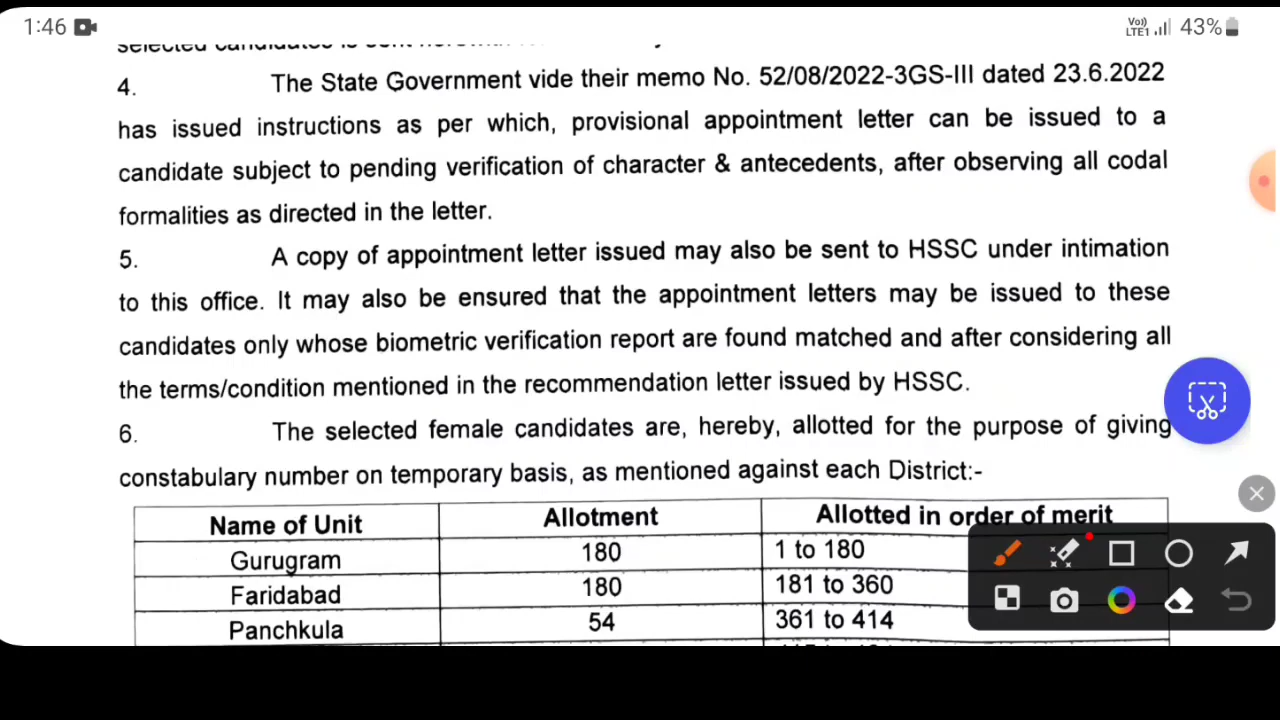 1:46
Vo)) LTE1 43%
selected candidates is sent
4. The State Government vide their memo No. 52/08/2022-3GS-III dated 23.6.2022
has issued instructions as per which, provisional appointment letter can be issued to a
candidate subject to pending verification of character & antecedents, after observing all codal
formalities as directed in the letter.
5. A copy of appointment letter issued may also be sent to HSSC under intimation
to this office. It may also be ensured that the appointment letters may be issued to these
candidates only whose biometric verification report are found matched and after considering all
the terms/condition mentioned in the recommendation letter issued by HSSC.
6. The selected female candidates are, hereby, allotted for the purpose of giving
constabulary number on temporary basis, as mentioned against each District:-
Name of Unit Allotment Allotted in order of merit
Gurugram 180 1 to 180
Faridabad 180 181 to 360
Panchkula 54 361 to 414